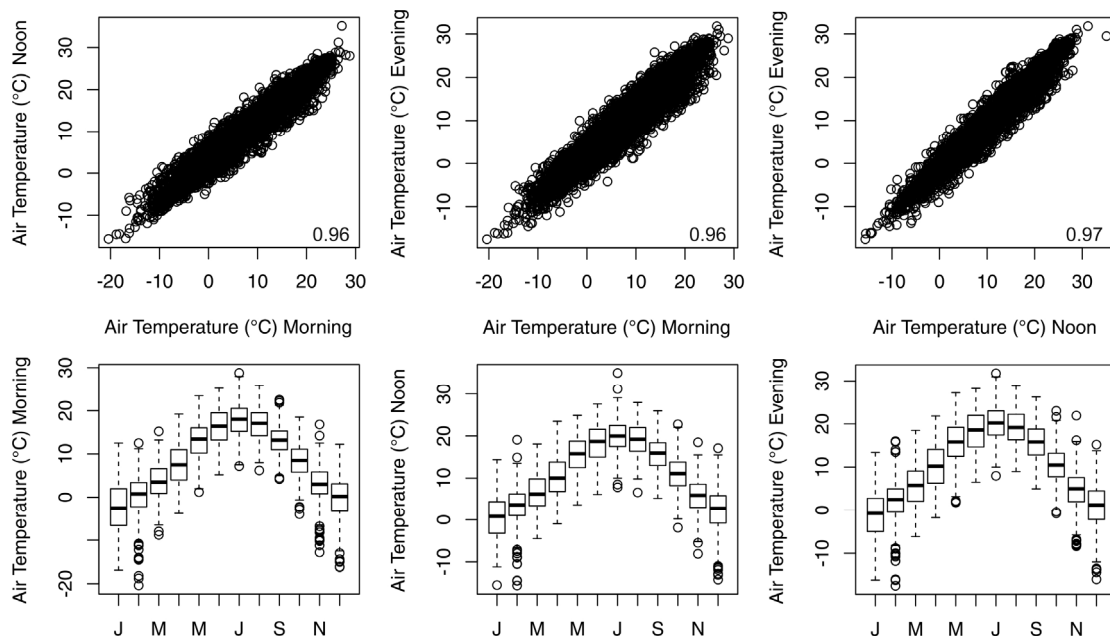 Air Temperature (°C) Noon
30
20
10
0
-10
0.96
-20 -10 0 10 20 30
Air Temperature (°C) Morning
Air Temperature (°C) Evening
30
20
10
0
-10
0.96
-20 -10 0 10 20 30
Air Temperature (°C) Morning
Air Temperature (°C) Evening
30
20
10
0
-10
0.97
-10 0 10 20 30
Air Temperature (°C) Noon
Air Temperature (°C) Morning
30
20
10
0
-20
J M M J S N
Air Temperature (°C) Noon
30
20
10
0
-10
J M M J S N
Air Temperature (°C) Evening
30
20
10
0
-10
J M M J S N